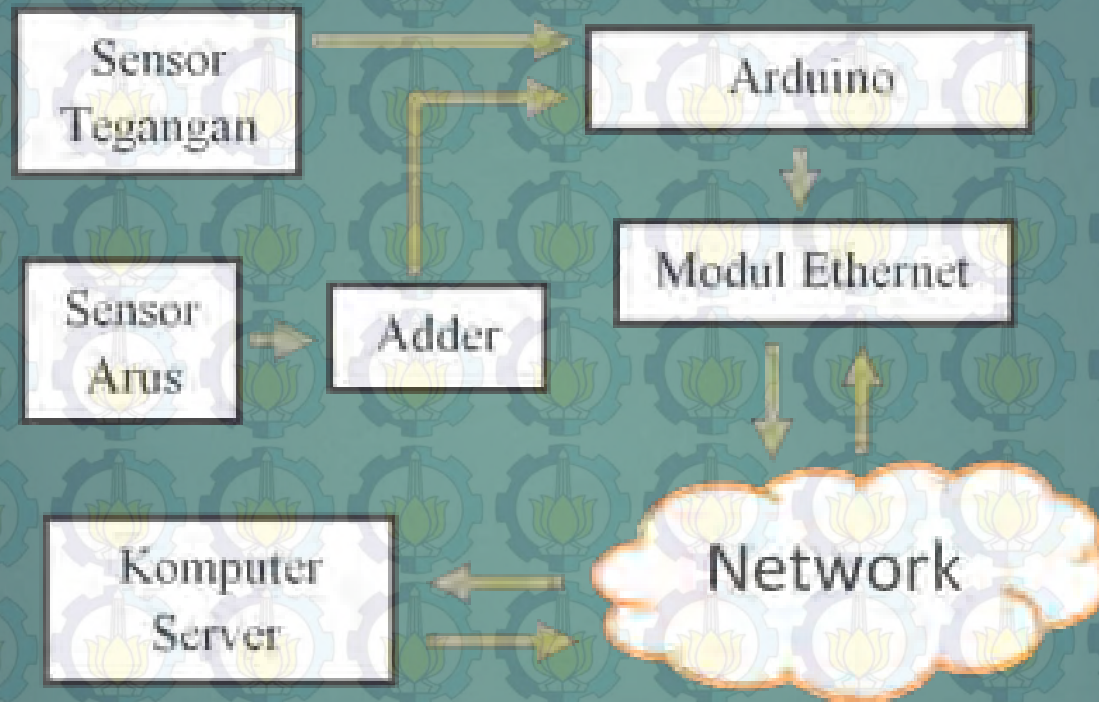 Sensor
Tegangan
Arduino
Modul Ethernet
Sensor
Arus
Adder
Komputer
Server
Network